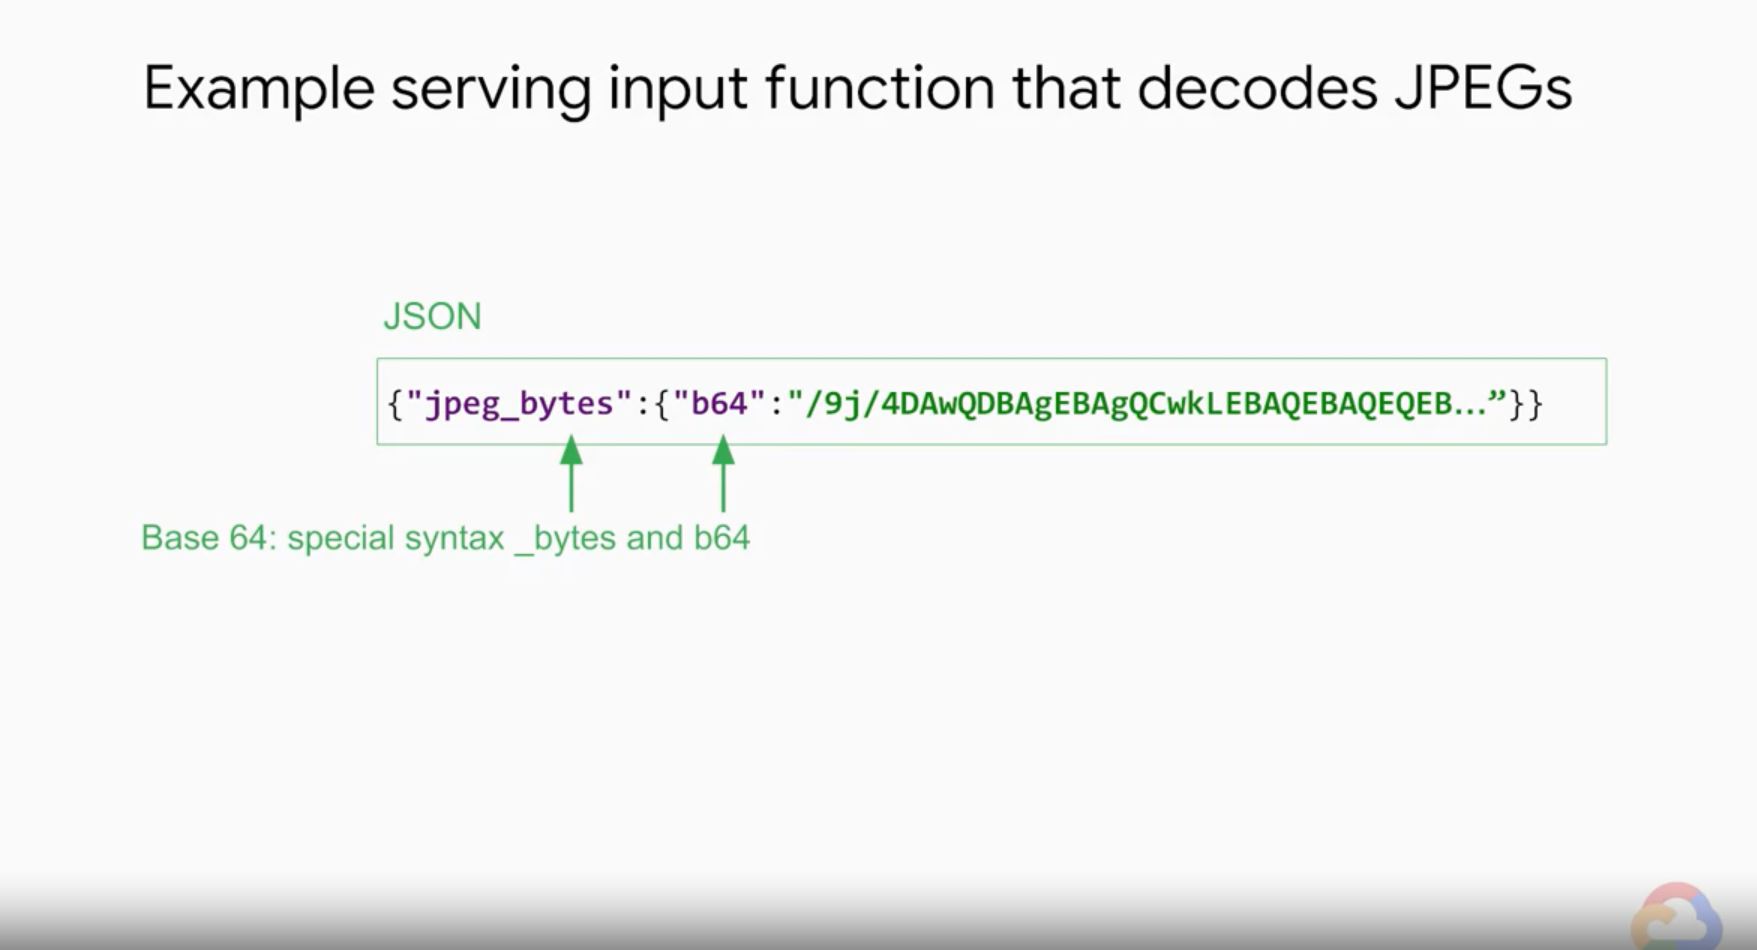 Example serving input function that decodes JPEGs
JSON
{"jpeg_bytes":{"b64":"/9j/4DAwQDBAgEBAgQCwkLEBAQEBAQEQEB...”}}
Base 64: special syntax _bytes and b64